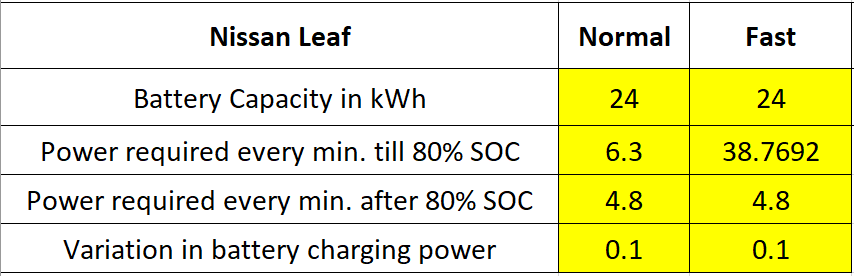 Nissan Leaf Normal Fast
Battery Capacity in kWh 24 24
Power required every min. till 80% SOC 6.3 38.7692
Power required every min. after 80% SOC 4.8 4.8
Variation in battery charging power 0.1 0.1